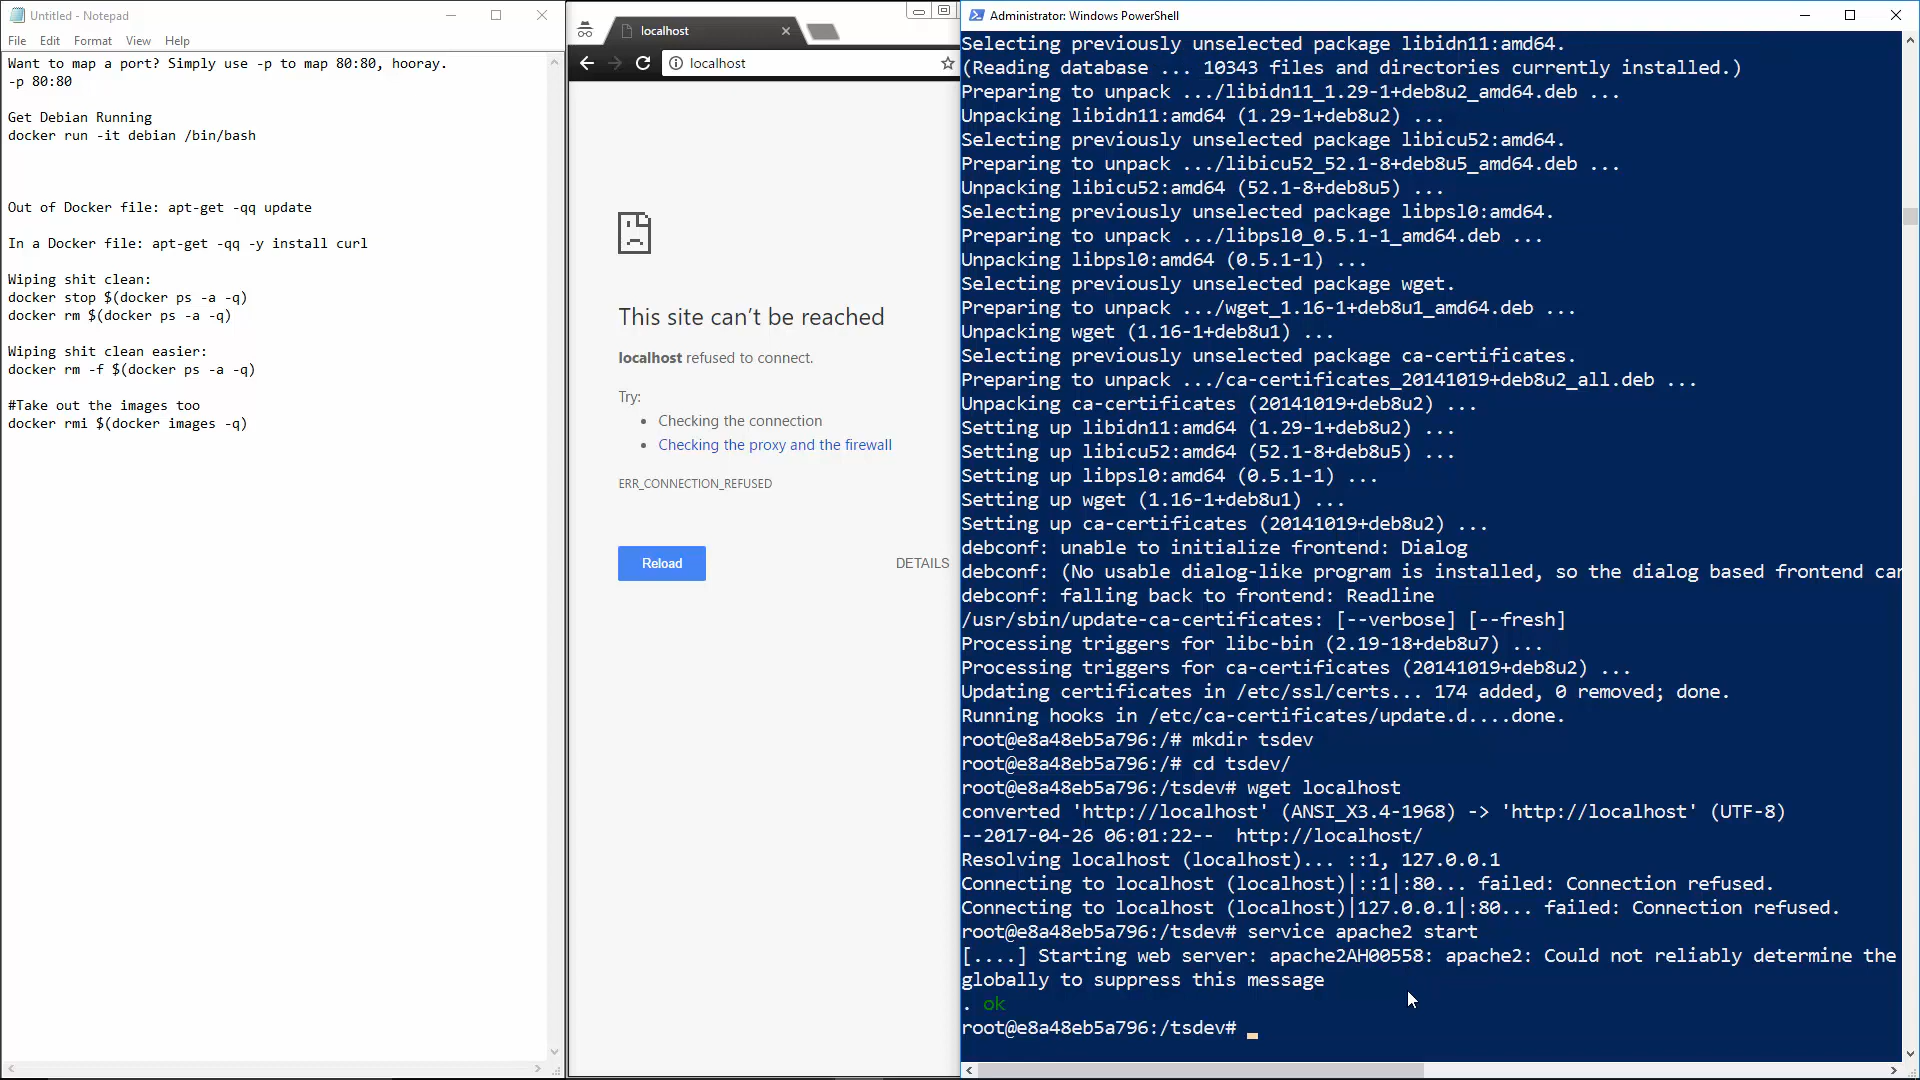 Untitled - Notepad
File Edit Format View Help
Want to map a port? Simply use -p to map 80:80, hooray.
-p 80:80
Get Debian Running
docker run -it debian /bin/bash
Out of Docker file: apt-get -qq update
In a Docker file: apt-get -qq -y install curl
Wiping shit clean:
docker stop $(docker ps -a -q)
docker rm $(docker ps -a -q)
Wiping shit clean easier:
docker rm -f $(docker ps -a -q)
#Take out the images too
docker rmi $(docker images -q)
localhost
localhost
This site can't be reached
localhost refused to connect.
Try:
Checking the connection
Checking the proxy and the firewall
ERR_CONNECTION_REFUSED
Reload DETAILS
Administrator: Windows PowerShell
Selecting previously unselected package libidn11:amd64.
(Reading database ... 10343 files and directories currently installed.)
Preparing to unpack .../libidn11_1.29-1+deb8u2_amd64.deb ...
Unpacking libidn11:amd64 (1.29-1+deb8u2) ...
Selecting previously unselected package libicu52:amd64.
Preparing to unpack .../libicu52_52.1-8+deb8u5_amd64.deb ...
Unpacking libicu52:amd64 (52.1-8+deb8u5) ...
Selecting previously unselected package libpsl0:amd64.
Preparing to unpack .../libpsl0_0.5.1-1_amd64.deb ...
Unpacking libpsl0:amd64 (0.5.1-1) ...
Selecting previously unselected package wget.
Preparing to unpack .../wget_1.16-1+deb8u1_amd64.deb ...
Unpacking wget (1.16-1+deb8u1) ...
Selecting previously unselected package ca-certificates.
Preparing to unpack .../ca-certificates_20141019+deb8u2_all.deb ...
Unpacking ca-certificates (20141019+deb8u2) ...
Setting up libidn11:amd64 (1.29-1+deb8u2) ...
Setting up libicu52:amd64 (52.1-8+deb8u5) ...
Setting up libpsl0:amd64 (0.5.1-1) ...
Setting up wget (1.16-1+deb8u1) ...
Setting up ca-certificates (20141019+deb8u2) ...
debconf: unable to initialize frontend: Dialog
debconf: (No usable dialog-like program is installed, so the dialog based frontend can
debconf: falling back to frontend: Readline
/usr/sbin/update-ca-certificates: [--verbose] [--fresh]
Processing triggers for libc-bin (2.19-18+deb8u7) ...
Processing triggers for ca-certificates (20141019+deb8u2) ...
Updating certificates in /etc/ssl/certs... 174 added, 0 removed; done.
Running hooks in /etc/ca-certificates/update.d....done.
root@e8a48eb5a796:/# mkdir tsdev
root@e8a48eb5a796:/# cd tsdev/
root@e8a48eb5a796:/tsdev# wget localhost
converted 'http://localhost' (ANSI_X3.4-1968) -> 'http://localhost' (UTF-8)
--2017-04-26 06:01:22-- http://localhost/
Resolving localhost (localhost)... ::1, 127.0.0.1
Connecting to localhost (localhost)|::1|:80... failed: Connection refused.
Connecting to localhost (localhost)|127.0.0.1|:80... failed: Connection refused.
root@e8a48eb5a796:/tsdev# service apache2 start
[....] Starting web server: apache2AH00558: apache2: Could not reliably determine the
globally to suppress this message
. ok
root@e8a48eb5a796:/tsdev#